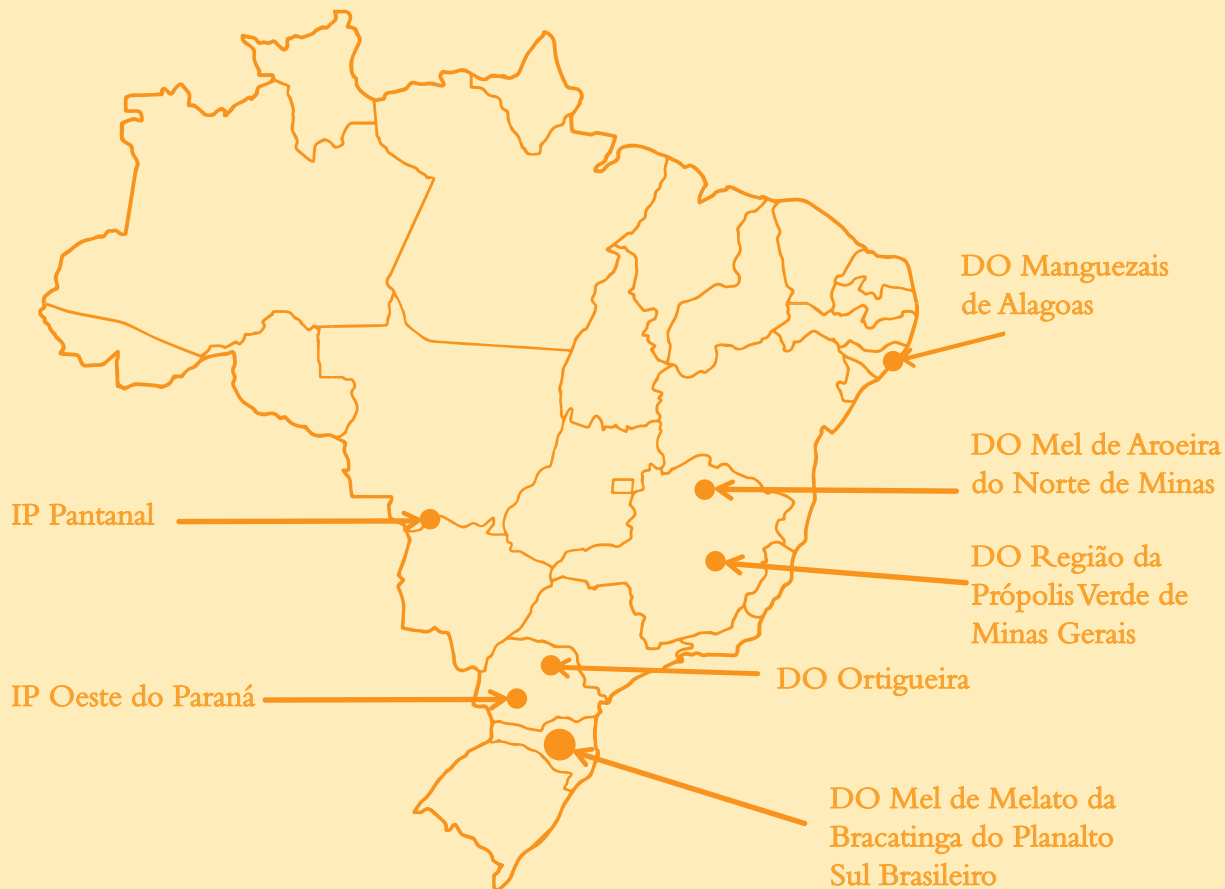 DO Manguezais
de Alagoas
DO Mel de Aroeira
do Norte de Minas
IP Pantanal
DO Região da
Própolis Verde de
Minas Gerais
DO Ortigueira
IP Oeste do Paraná
DO Mel de Melato da
Bracatinga do Planalto
Sul Brasileiro